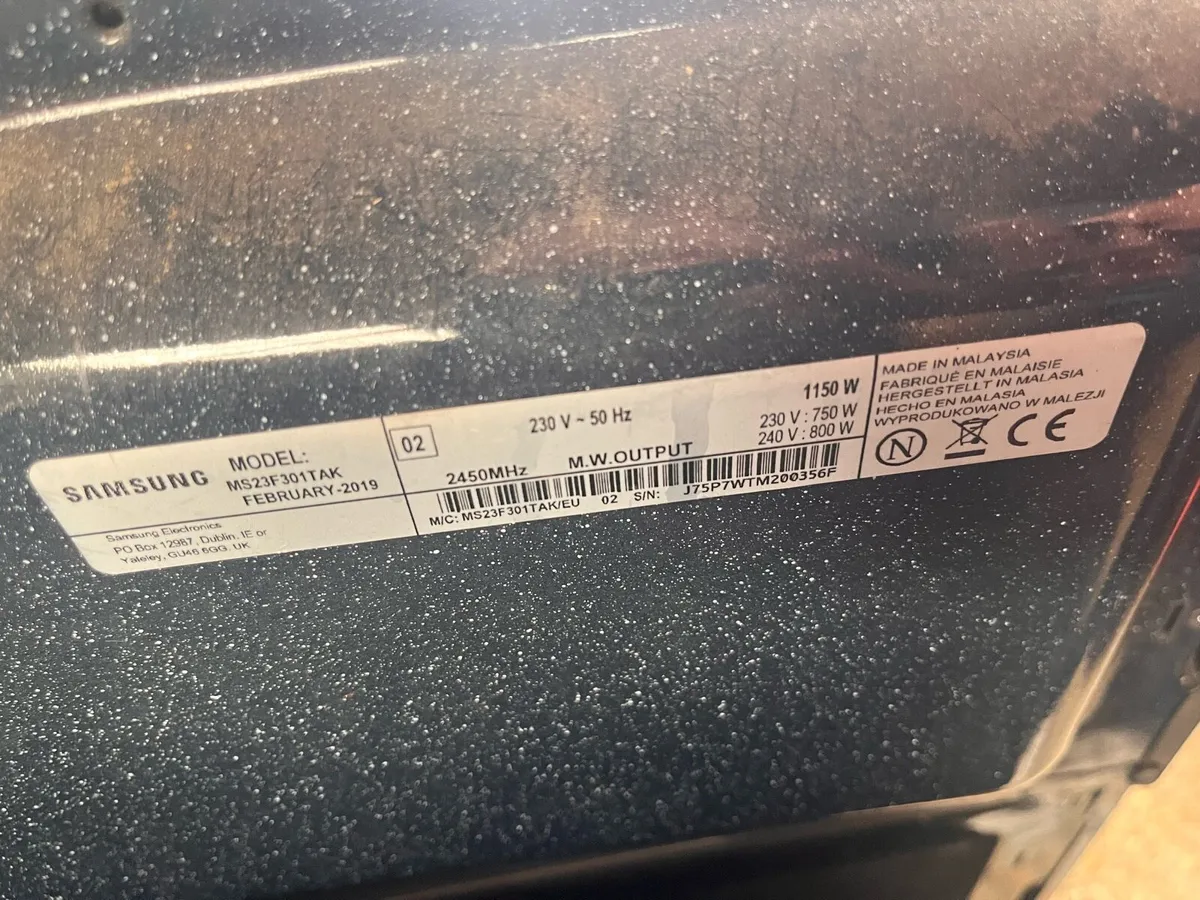 SAMSUNG
MODEL:
MS23F301TAK
FEBRUARY-2019
Samsung Electronics
PO Box 12987, Dublin, IE or
Yateley, GU46 6GG. UK
02
230 V ~ 50 Hz
1150 W
2450MHz
M.W.OUTPUT
230 V : 750 W
240 V : 800 W
M/C: MS23F301TAK/EU 02 S/N: J75P7WTM200356F
MADE IN MALAYSIA
FABRIQUÉ EN MALAISIE
HERGESTELLT IN MALASIA
HECHO EN MALASIA
WYPRODUKOWANO W MALEZJI
N
CE